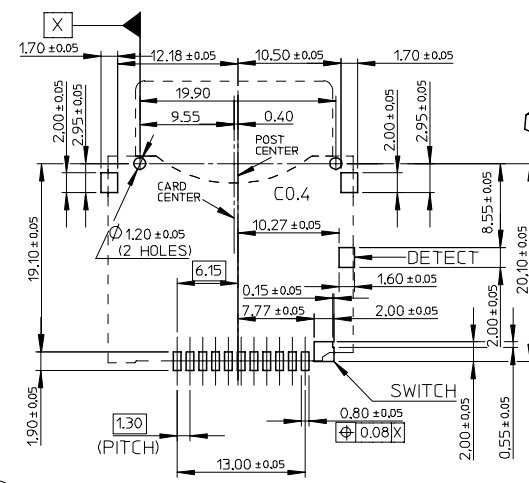 X
1.70 ±0.05
12.18 ±0.05
10.50 ±0.05
1.70 ±0.05
19.90
9.55
0.40
POST
CENTER
2.00 ±0.05
2.95 ±0.05
2.00 ±0.05
2.95 ±0.05
CARD
CENTER
C0.4
Ø 1.20 ±0.05
(2 HOLES)
10.27 ±0.05
8.55 ±0.05
19.10 ±0.05
20.10 ±0.05
DETECT
6.15
1.60 ±0.05
0.15 ±0.05
7.77 ±0.05
2.00 ±0.05
2.00 ±0.05
SWITCH
1.90 ±0.05
1.30
(PITCH)
0.80 ±0.05
⌖ 0.08 X
13.00 ±0.05
2.00 ±0.05
0.55 ±0.05